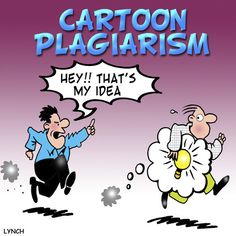 CARTOON
PLAGIARISM
HEY!! THAT'S
MY IDEA
LYNCH